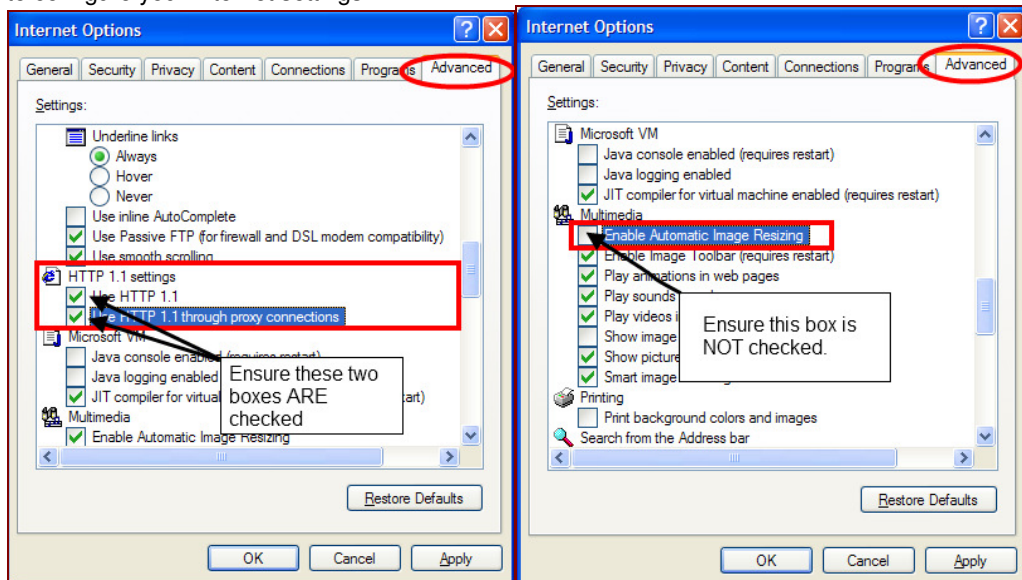 Internet Options
General Security Privacy Content Connections Programs Advanced
Settings:
Underline links
Always
Hover
Never
Use inline AutoComplete
Use Passive FTP (for firewall and DSL modem compatibility)
Use smooth scrolling
HTTP 1.1 settings
Use HTTP 1.1
Use HTTP 1.1 through proxy connections
Microsoft VM
Java console enabled (requires restart)
Java logging enabled
JIT compiler for virtual
Multimedia
Enable Automatic Image Resizing
Ensure these two
boxes ARE
checked
Restore Defaults
OK Cancel Apply
Internet Options
General Security Privacy Content Connections Programs Advanced
Settings:
Microsoft VM
Java console enabled (requires restart)
Java logging enabled
JIT compiler for virtual machine enabled (requires restart)
Multimedia
Enable Automatic Image Resizing
Enable Image Toolbar (requires restart)
Play animations in web pages
Play sounds
Play videos
Show image
Show picture
Smart image
Printing
Print background colors and images
Search from the Address bar
Ensure this box is
NOT checked.
Restore Defaults
OK Cancel Apply